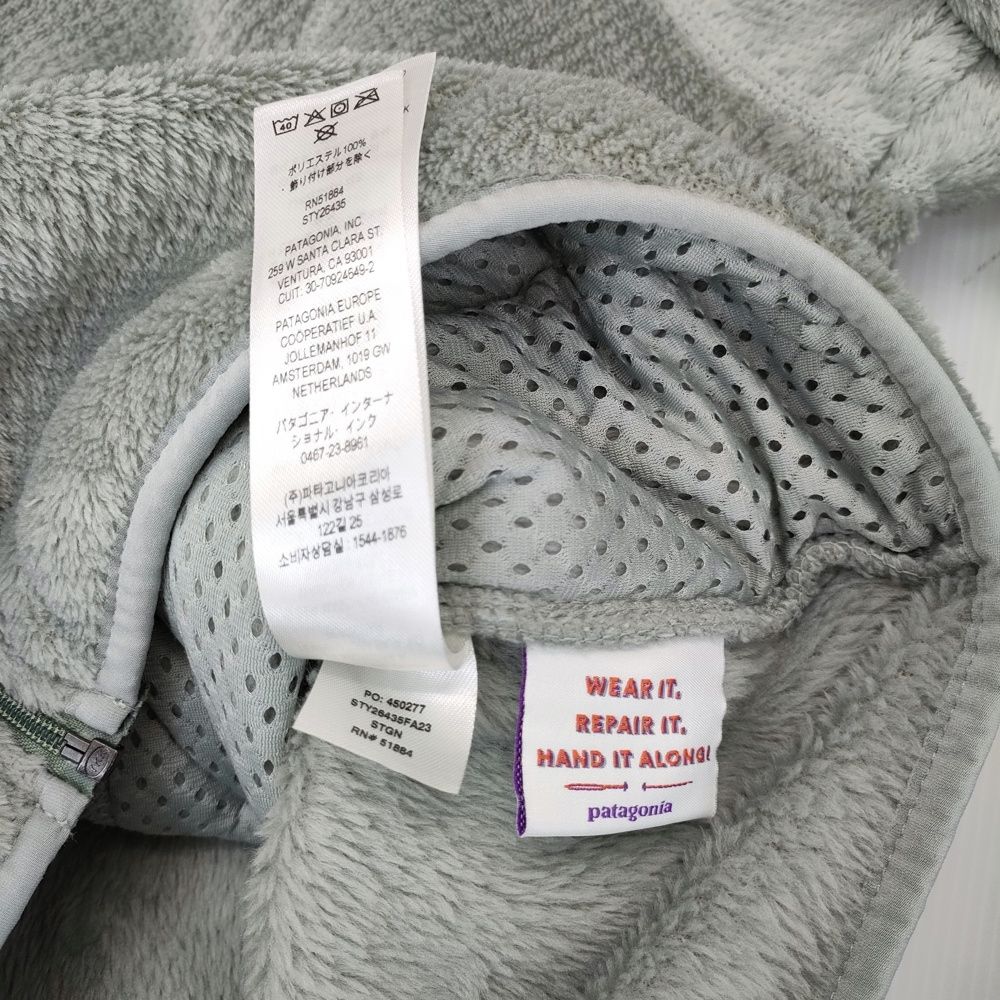 40
K
ポリエステル100%
飾り付け部分を除く
RN51884
STY26435
PATAGONIA, INC.
259 W SANTA CLARA ST.
VENTURA, CA 93001
CUIT: 30-70924549-2
PATAGONIA EUROPE
COÖPERATIEF U.A.
JOLLEMANHOF 11
AMSTERDAM, 1019 GW
NETHERLANDS
パタゴニア・インターナ
ショナル・インク
0467-23-8961
(주)파타고니아코리아
서울특별시 강남구 삼성로
122길 25
소비자상담실 : 1544-1876
PO: 450277
STY26435FA23
STGN
RN# 51884
WEAR IT.
REPAIR IT.
HAND IT ALONG!
patagonia